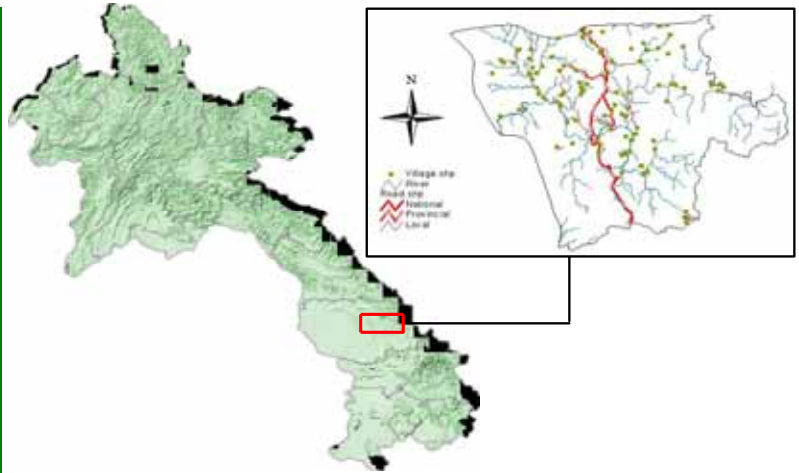 N
Village shp
River
Road shp
National
Provincial
Local